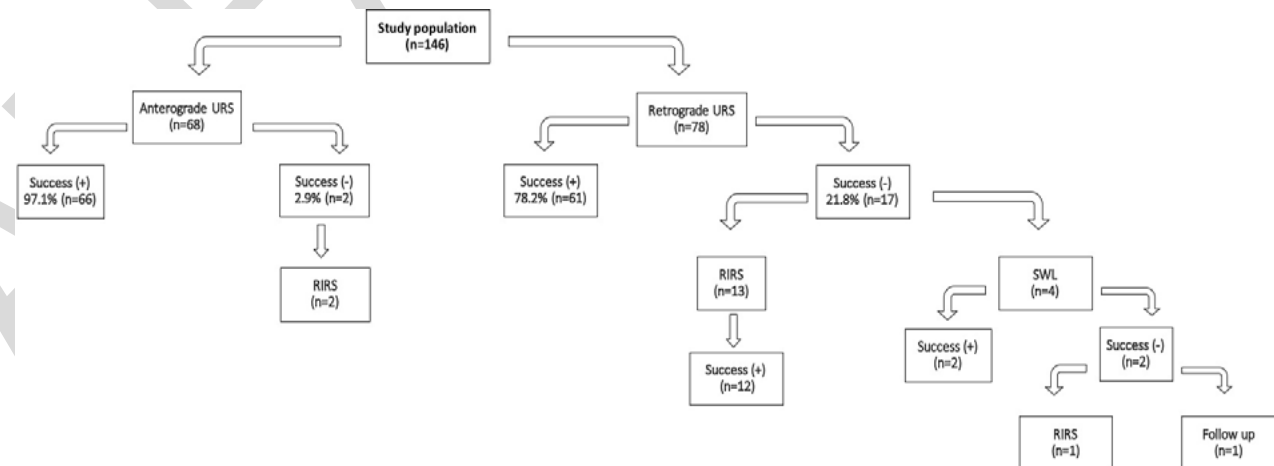 Study population
(n=146)
Anterograde URS
(n=68)
Retrograde URS
(n=78)
Success (+)
97.1% (n=66)
Success (-)
2.9% (n=2)
Success (+)
78.2% (n=61)
Success (-)
21.8% (n=17)
RIRS
(n=2)
RIRS
(n=13)
SWL
(n=4)
Success (+)
(n=12)
Success (+)
(n=2)
Success (-)
(n=2)
RIRS
(n=1)
Follow up
(n=1)